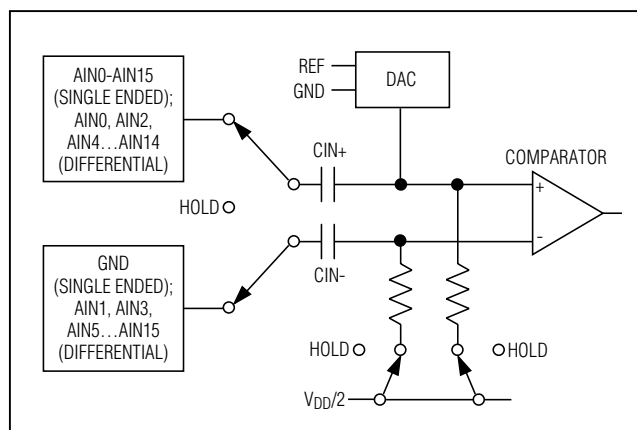 AIN0-AIN15
(SINGLE ENDED);
AIN0, AIN2,
AIN4...AIN14
(DIFFERENTIAL)
REF
GND
DAC
CIN+
COMPARATOR
+
-
HOLD
GND
(SINGLE ENDED);
AIN1, AIN3,
AIN5...AIN15
(DIFFERENTIAL)
CIN-
HOLD
HOLD
VDD/2